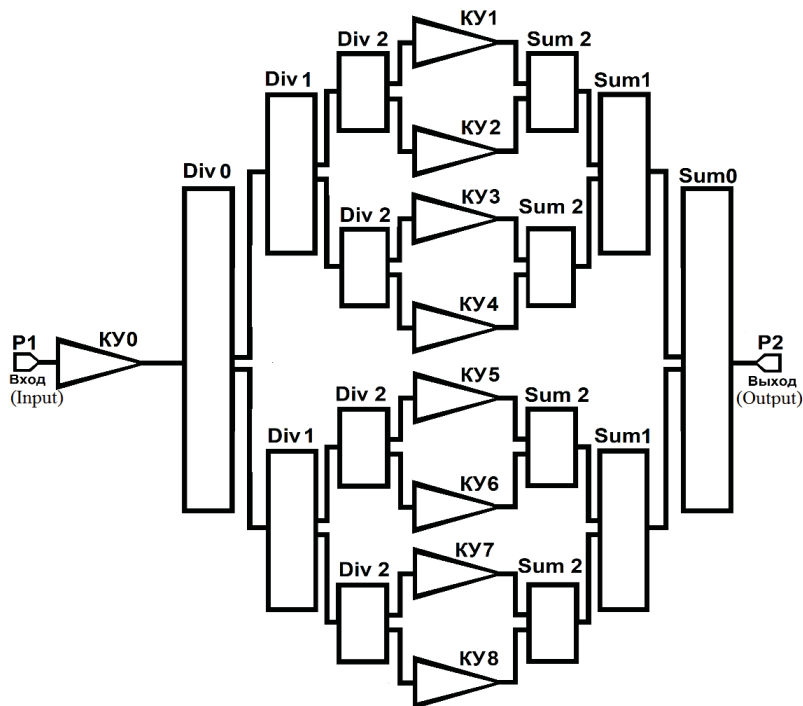 КУ1
Div 2
Sum 2
Div 1
Sum1
КУ2
Div 0
Sum0
КУ3
Div 2
Sum 2
КУ4
P1
КУ0
P2
Вход
(Input)
Выход
(Output)
КУ5
Div 2
Sum 2
Div 1
Sum1
КУ6
КУ7
Div 2
Sum 2
КУ8